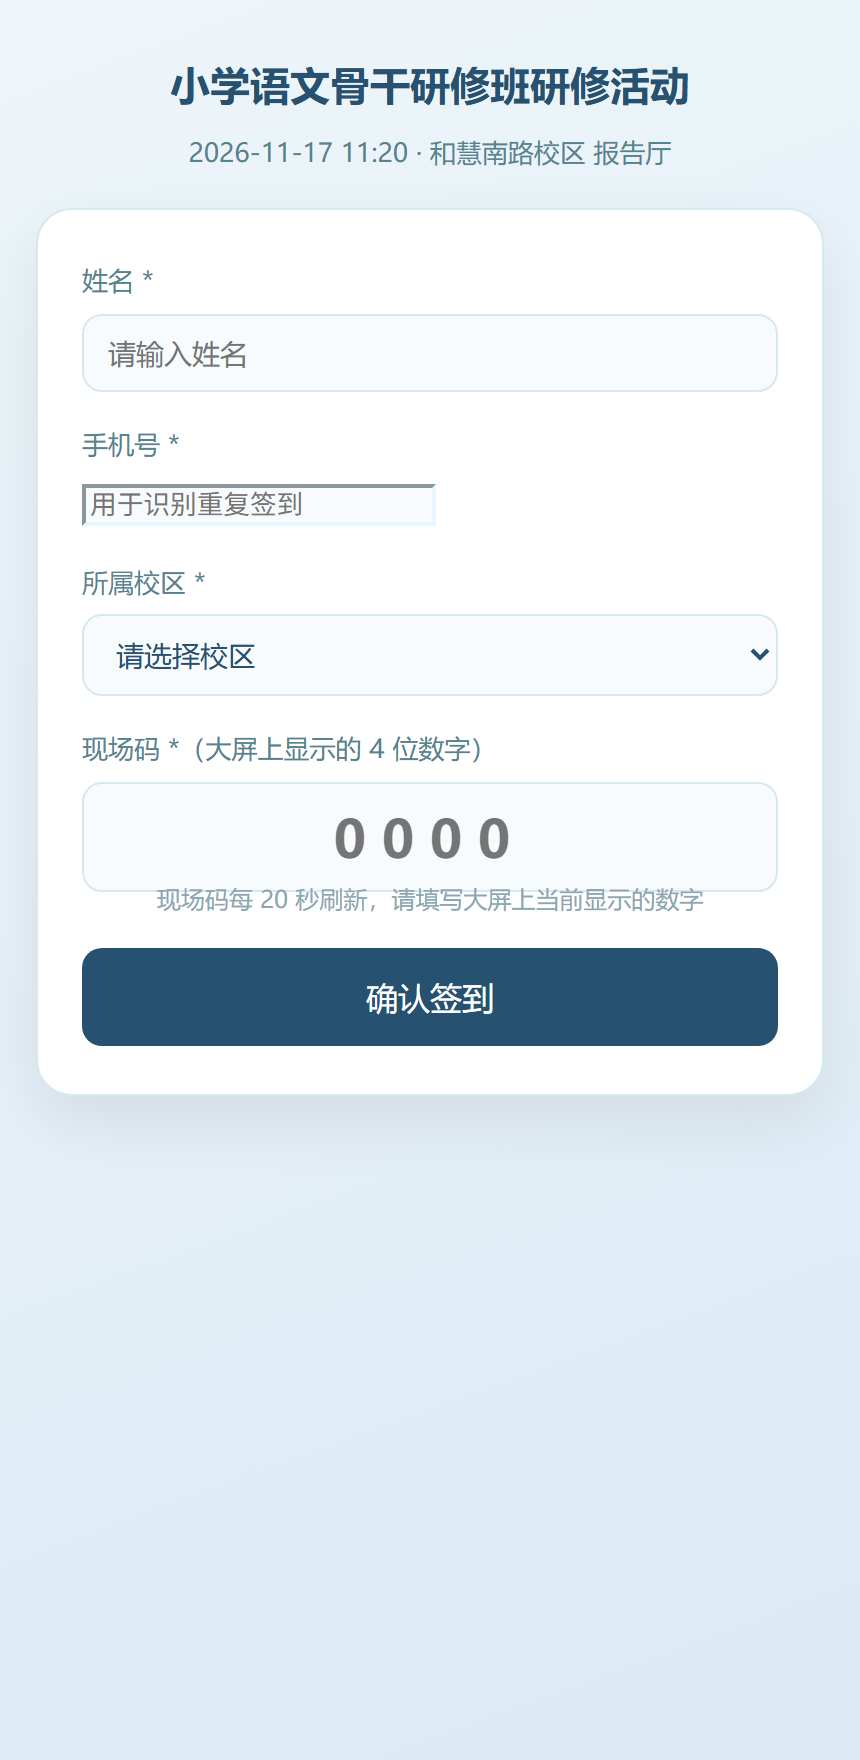 小学语文骨干研修班研修活动
2026-11-17 11:20 · 和慧南路校区 报告厅
姓名 *
请输入姓名
手机号 *
用于识别重复签到
所属校区 *
请选择校区
现场码 *（大屏上显示的 4 位数字）
0000
现场码每 20 秒刷新，请填写大屏上当前显示的数字
确认签到